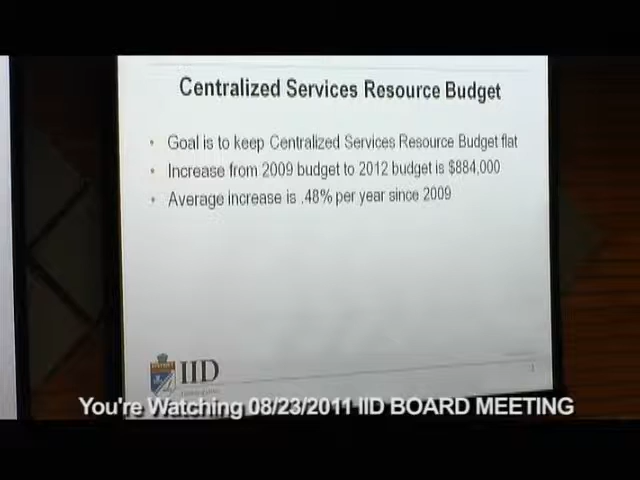 Centralized Services Resource Budget
• Goal is to keep Centralized Services Resource Budget flat
• Increase from 2009 budget to 2012 budget is $884,000
• Average increase is .48% per year since 2009
IID
You're Watching 08/23/2011 IID BOARD MEETING